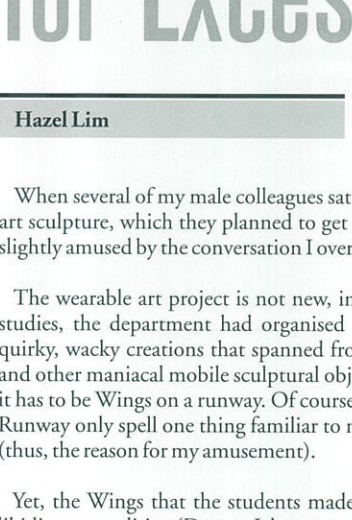 for Exces
Hazel Lim
When several of my male colleagues sat
art sculpture, which they planned to get
slightly amused by the conversation I over
The wearable art project is not new, in
studies, the department had organised
quirky, wacky creations that spanned fro
and other maniacal mobile sculptural obj
it has to be Wings on a runway. Of course
Runway only spell one thing familiar to
(thus, the reason for my amusement).
Yet, the Wings that the students made